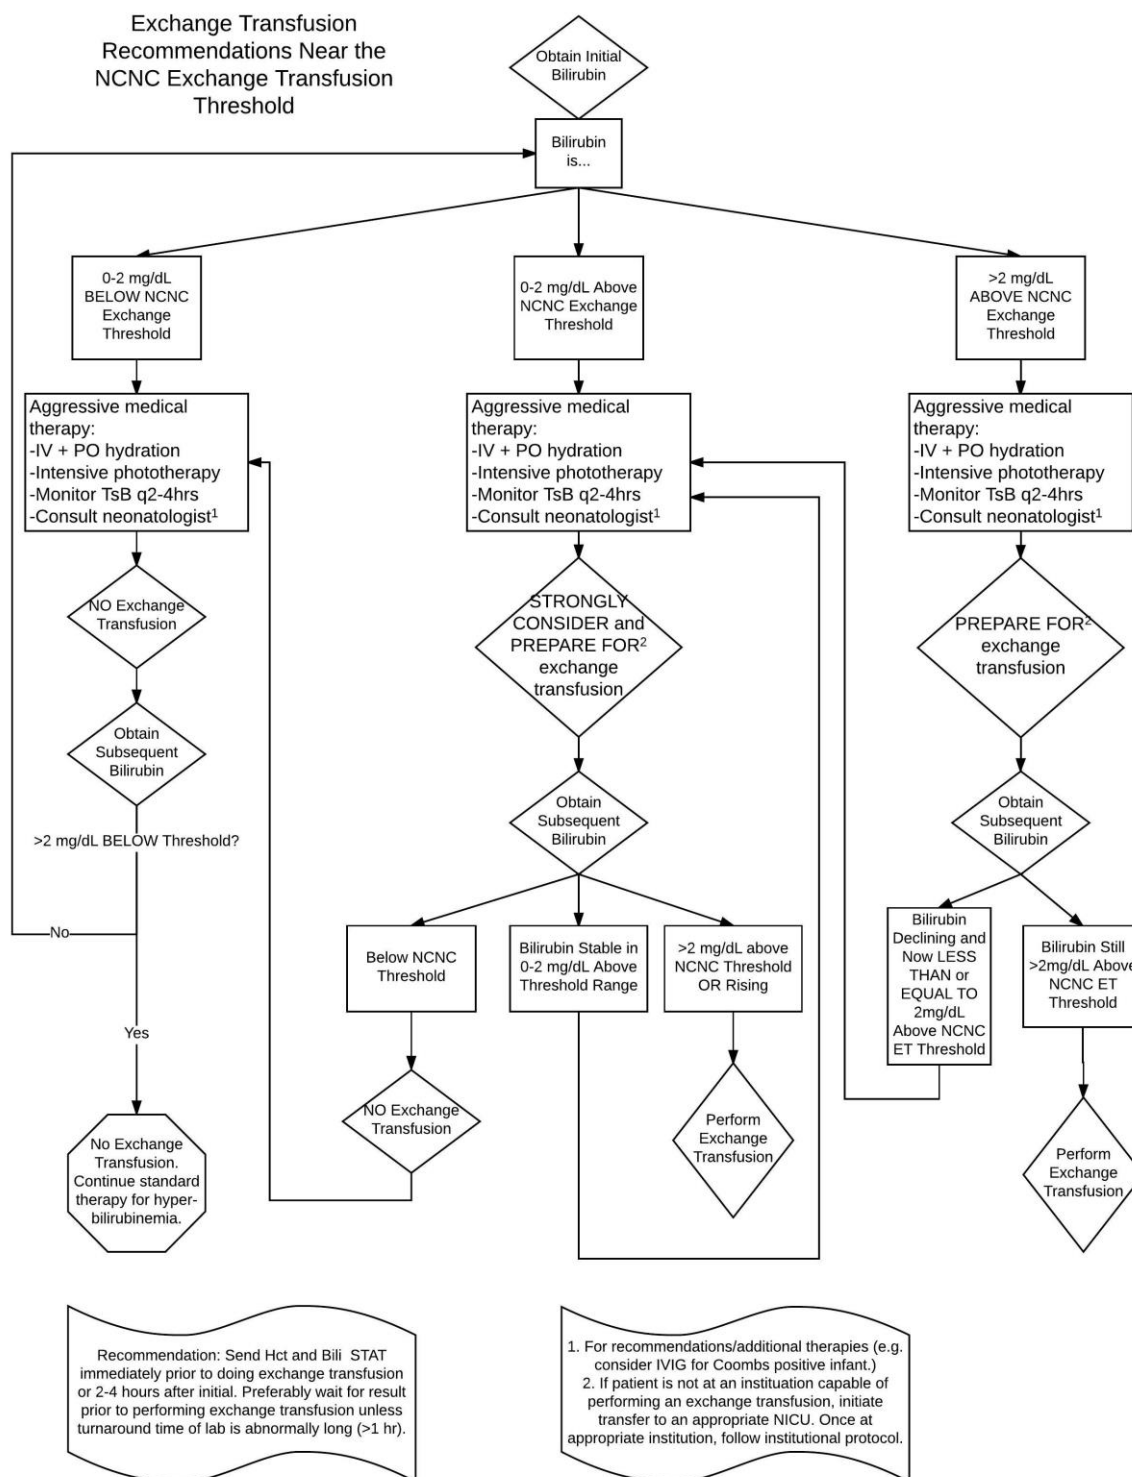 Exchange Transfusion
Recommendations Near the
NCNC Exchange Transfusion
Threshold
Obtain Initial
Bilirubin
Bilirubin
is...
0-2 mg/dL
BELOW NCNC
Exchange
Threshold
0-2 mg/dL Above
NCNC Exchange
Threshold
>2 mg/dL
ABOVE NCNC
Exchange
Threshold
Aggressive medical
therapy:
-IV + PO hydration
-Intensive phototherapy
-Monitor TsB q2-4hrs
-Consult neonatologist¹
Aggressive medical
therapy:
-IV + PO hydration
-Intensive phototherapy
-Monitor TsB q2-4hrs
-Consult neonatologist¹
Aggressive medical
therapy:
-IV + PO hydration
-Intensive phototherapy
-Monitor TsB q2-4hrs
-Consult neonatologist¹
NO Exchange
Transfusion
STRONGLY
CONSIDER and
PREPARE FOR²
exchange
transfusion
PREPARE FOR²
exchange
transfusion
Obtain
Subsequent
Bilirubin
Obtain
Subsequent
Bilirubin
Obtain
Subsequent
Bilirubin
>2 mg/dL BELOW Threshold?
No
Yes
Below NCNC
Threshold
Bilirubin Stable in
0-2 mg/dL Above
Threshold Range
>2 mg/dL above
NCNC Threshold
OR Rising
Bilirubin
Declining and
Now LESS
THAN or
EQUAL TO
2mg/dL
Above NCNC
ET Threshold
Bilirubin Still
>2mg/dL Above
NCNC ET
Threshold
NO Exchange
Transfusion
Perform
Exchange
Transfusion
Perform
Exchange
Transfusion
No Exchange
Transfusion.
Continue standard
therapy for hyper-
bilirubinemia.
Recommendation: Send Hct and Bili STAT
immediately prior to doing exchange transfusion
or 2-4 hours after initial. Preferably wait for result
prior to performing exchange transfusion unless
turnaround time of lab is abnormally long (>1 hr).
1. For recommendations/additional therapies (e.g.
consider IVIG for Coombs positive infant.)
2. If patient is not at an instituation capable of
performing an exchange transfusion, initiate
transfer to an appropriate NICU. Once at
appropriate institution, follow institutional protocol.